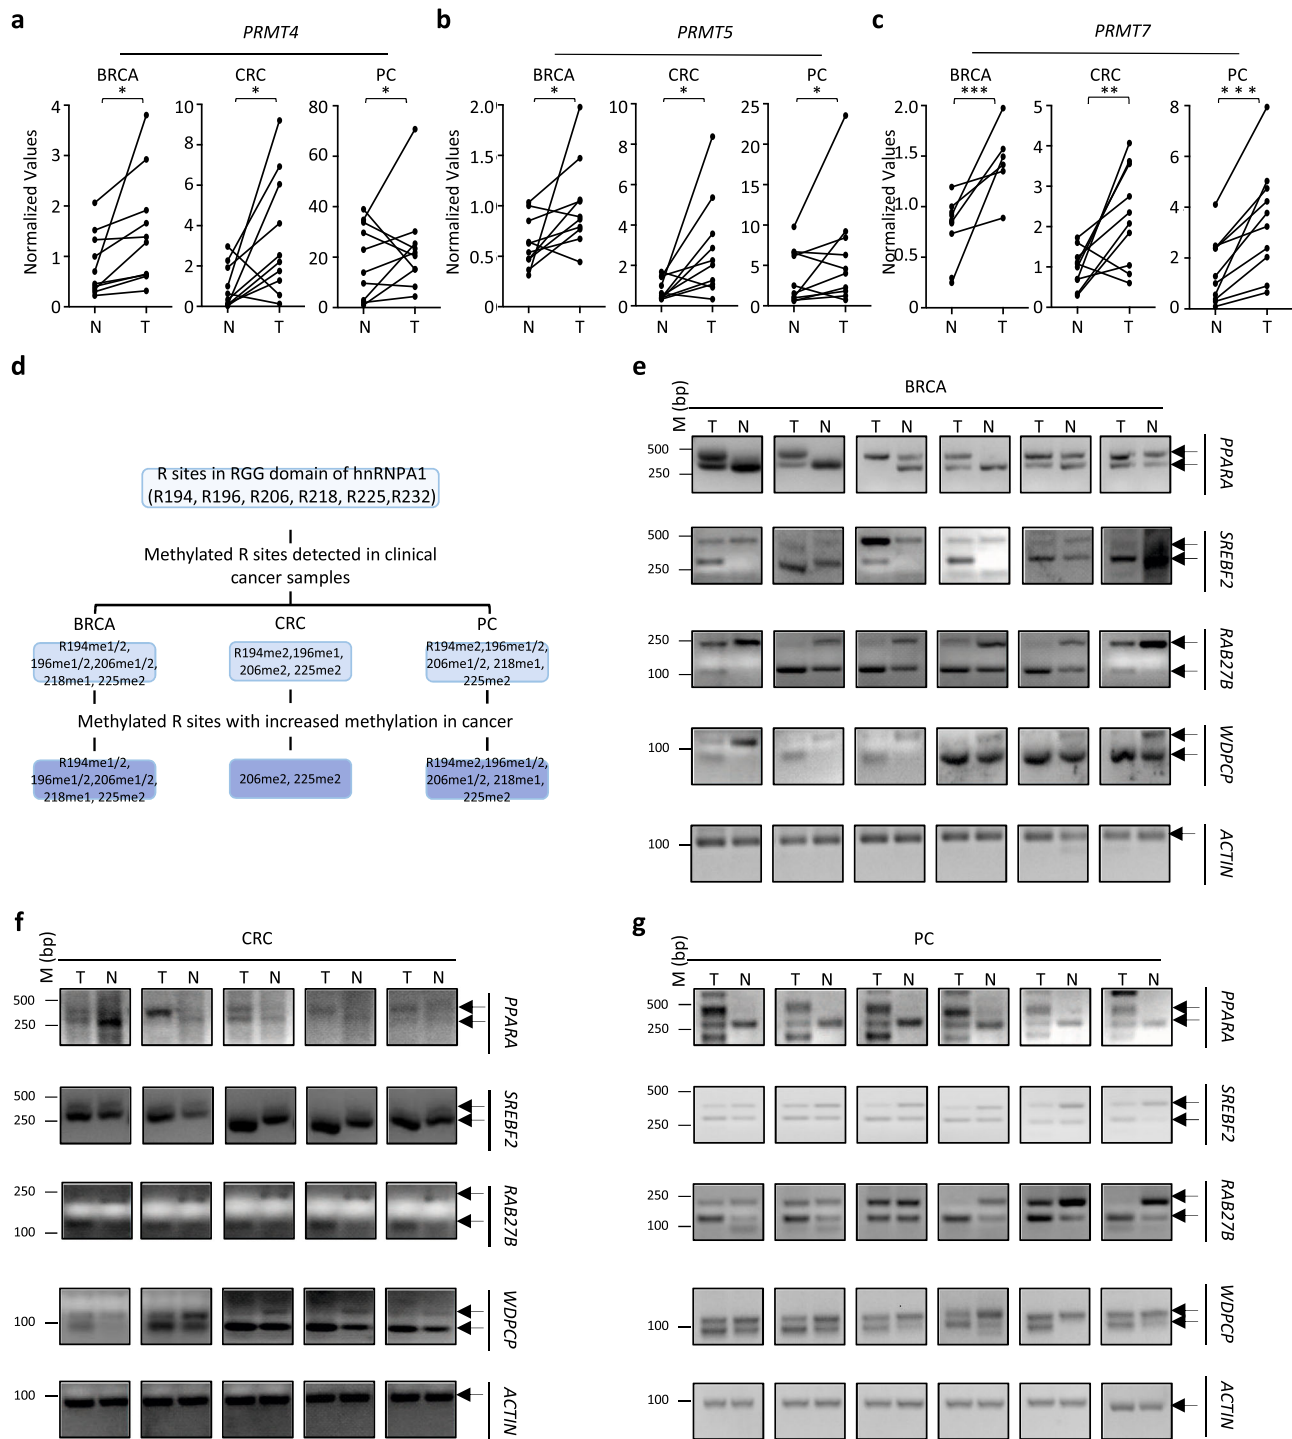 a
PRMT4
BRCA
CRC
PC
*
*
*
Normalized Values
4
3
2
1
0
10
8
6
4
2
0
80
60
40
20
0
N
T
N
T
N
T
b
PRMT5
BRCA
CRC
PC
*
*
*
2.0
1.5
1.0
0.5
0
10
8
6
4
2
0
25
20
15
10
5
0
N
T
N
T
N
T
c
PRMT7
BRCA
CRC
PC
***
**
***
Normalized Values
2.0
1.5
1.0
0.5
0
5
4
3
2
1
0
8
6
4
2
0
N
T
N
T
N
T
d
R sites in RGG domain of hnRNPA1
(R194, R196, R206, R218, R225,R232)
Methylated R sites detected in clinical
cancer samples
BRCA
CRC
PC
R194me1/2,
196me1/2,206me1/2,
218me1, 225me2
R194me2,196me1,
206me2, 225me2
R194me2,196me1/2,
206me1/2, 218me1,
225me2
Methylated R sites with increased methylation in cancer
R194me1/2,
196me1/2,206me1/2,
218me1, 225me2
206me2, 225me2
R194me2,196me1/2,
206me1/2, 218me1,
225me2
e
BRCA
M (bp)
T N T N T N T N T N T N
500
250
PPARA
500
250
SREBF2
250
100
RAB27B
100
WDPCP
100
ACTIN
f
CRC
M (bp)
T N T N T N T N T N
500
250
PPARA
500
250
SREBF2
250
100
RAB27B
100
WDPCP
100
ACTIN
g
PC
M (bp)
T N T N T N T N T N T N
500
250
PPARA
500
250
SREBF2
250
100
RAB27B
100
WDPCP
100
ACTIN